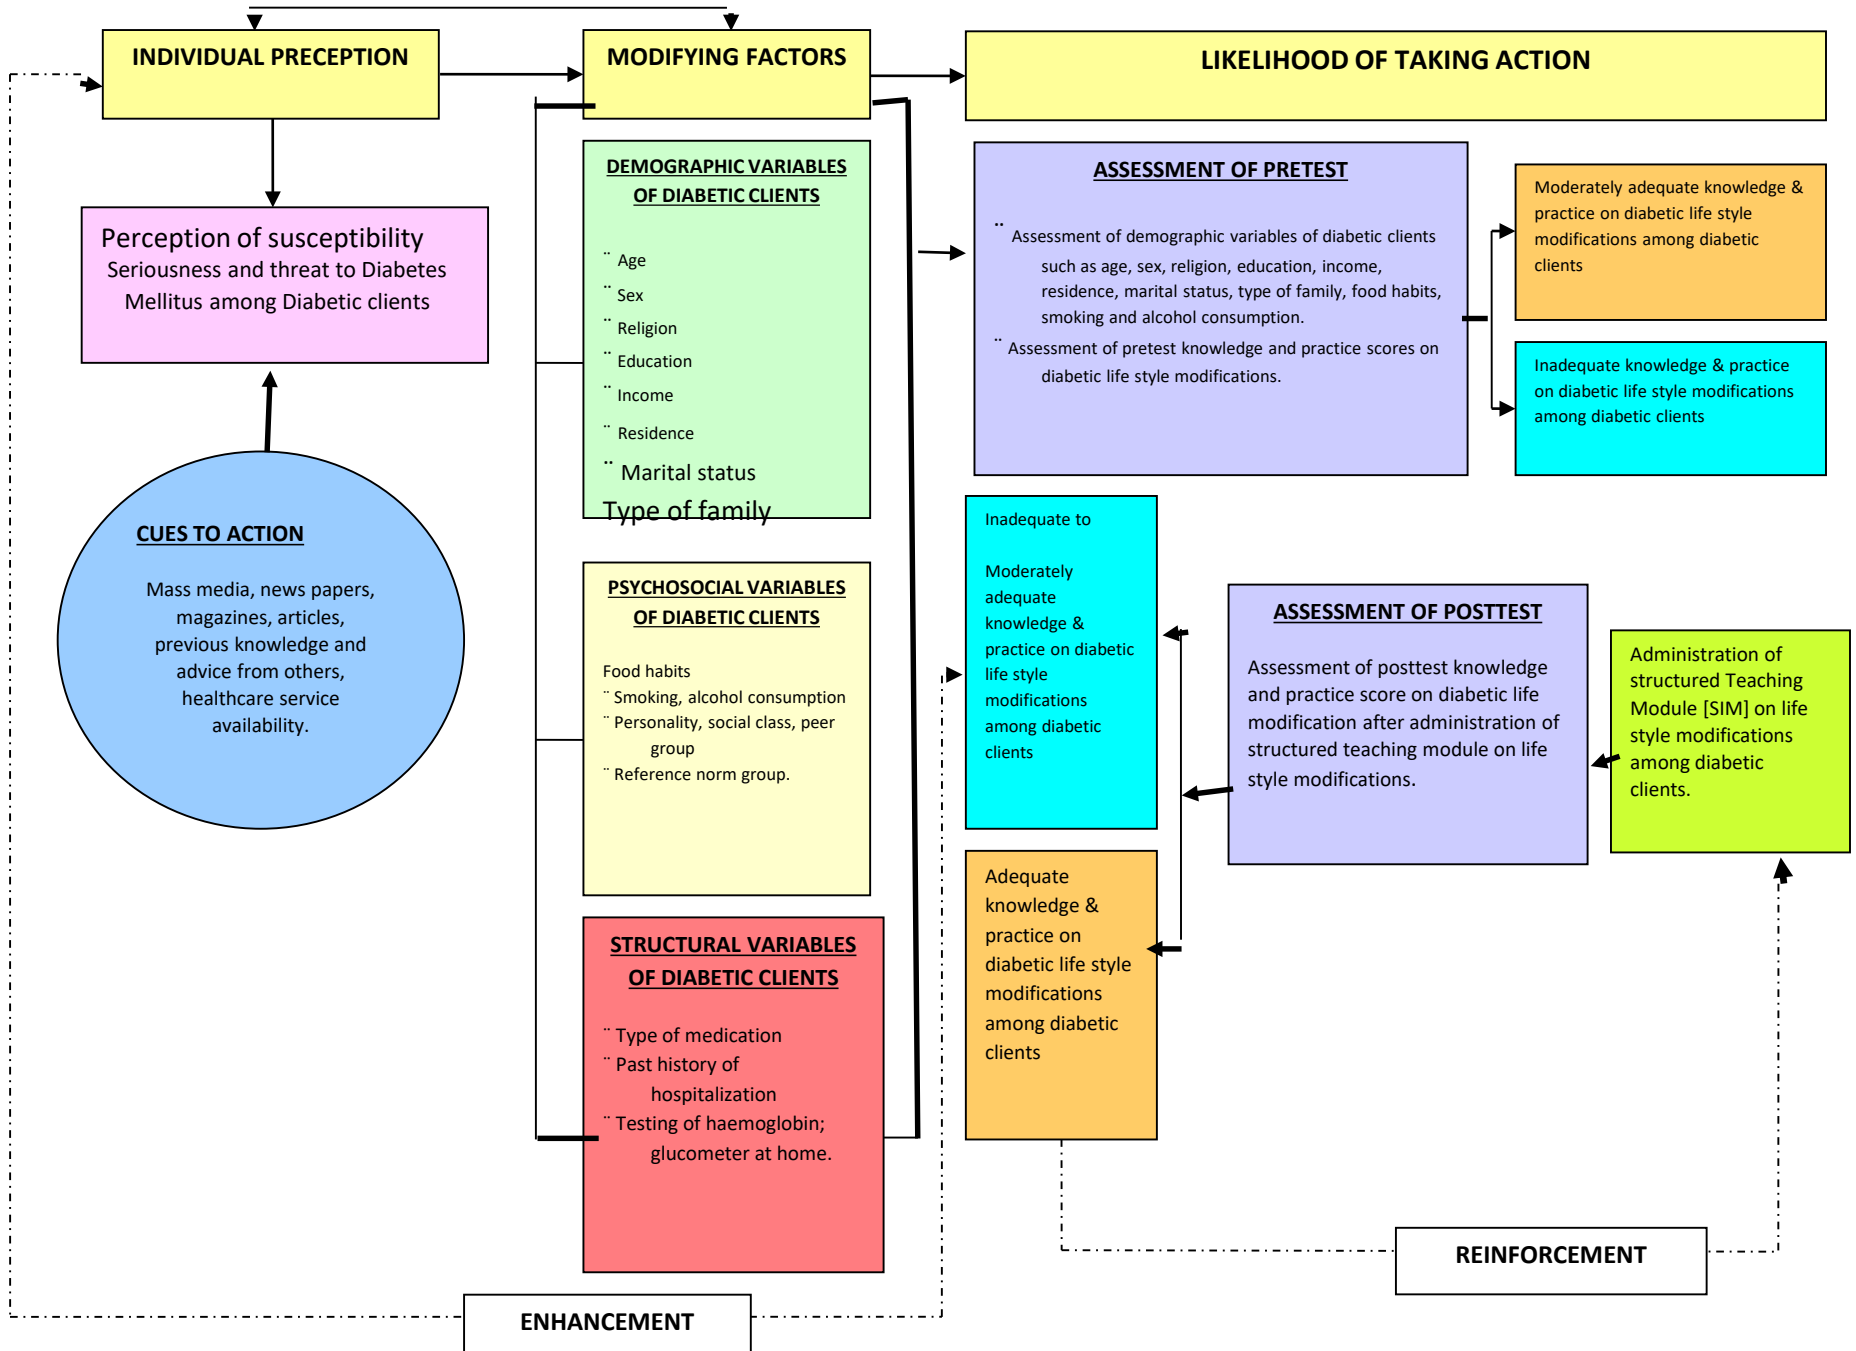 INDIVIDUAL PRECEPTION
MODIFYING FACTORS
LIKELIHOOD OF TAKING ACTION
Perception of susceptibility
Seriousness and threat to Diabetes
Mellitus among Diabetic clients
CUES TO ACTION
Mass media, news papers,
magazines, articles,
previous knowledge and
advice from others,
healthcare service
availability.
DEMOGRAPHIC VARIABLES
OF DIABETIC CLIENTS
¨ Age
¨ Sex
¨ Religion
¨ Education
¨ Income
¨ Residence
¨ Marital status
Type of family
PSYCHOSOCIAL VARIABLES
OF DIABETIC CLIENTS
Food habits
¨ Smoking, alcohol consumption
¨ Personality, social class, peer
group
¨ Reference norm group.
STRUCTURAL VARIABLES
OF DIABETIC CLIENTS
¨ Type of medication
¨ Past history of
hospitalization
¨ Testing of haemoglobin;
glucometer at home.
ASSESSMENT OF PRETEST
¨ Assessment of demographic variables of diabetic clients
such as age, sex, religion, education, income,
residence, marital status, type of family, food habits,
smoking and alcohol consumption.
¨ Assessment of pretest knowledge and practice scores on
diabetic life style modifications.
Moderately adequate knowledge &
practice on diabetic life style
modifications among diabetic
clients
Inadequate knowledge & practice
on diabetic life style modifications
among diabetic clients
Inadequate to
Moderately
adequate
knowledge &
practice on diabetic
life style
modifications
among diabetic
clients
ASSESSMENT OF POSTTEST
Assessment of posttest knowledge
and practice score on diabetic life
modification after administration of
structured teaching module on life
style modifications.
Administration of
structured Teaching
Module [SIM] on life
style modifications
among diabetic
clients.
Adequate
knowledge &
practice on
diabetic life style
modifications
among diabetic
clients
REINFORCEMENT
ENHANCEMENT